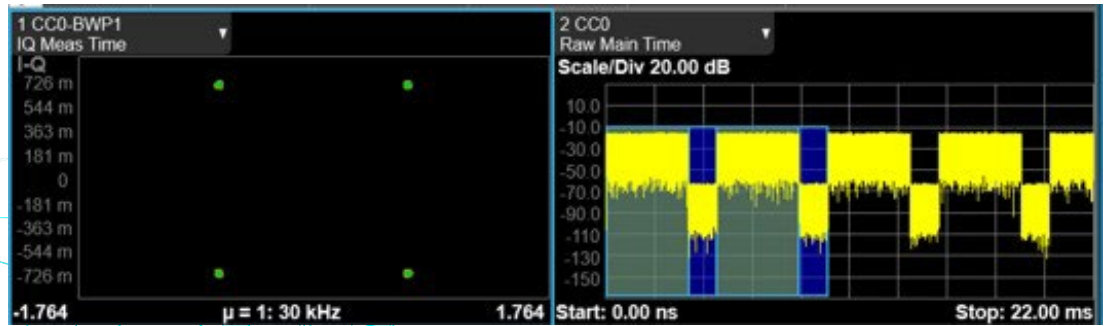 1 CC0-BWP1
IQ Meas Time
I-Q
726 m
544 m
363 m
181 m
0
-181 m
-363 m
-544 m
-726 m
-1.764 µ = 1: 30 kHz 1.764
2 CC0
Raw Main Time
Scale/Div 20.00 dB
10.0
-10.0
-30.0
-50.0
-70.0
-90.0
-110
-130
-150
Start: 0.00 ns Stop: 22.00 ms